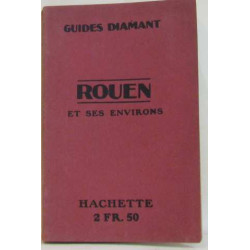 GUIDES DIAMANT
ROUEN
ET SES ENVIRONS
HACHETTE
2 FR. 50